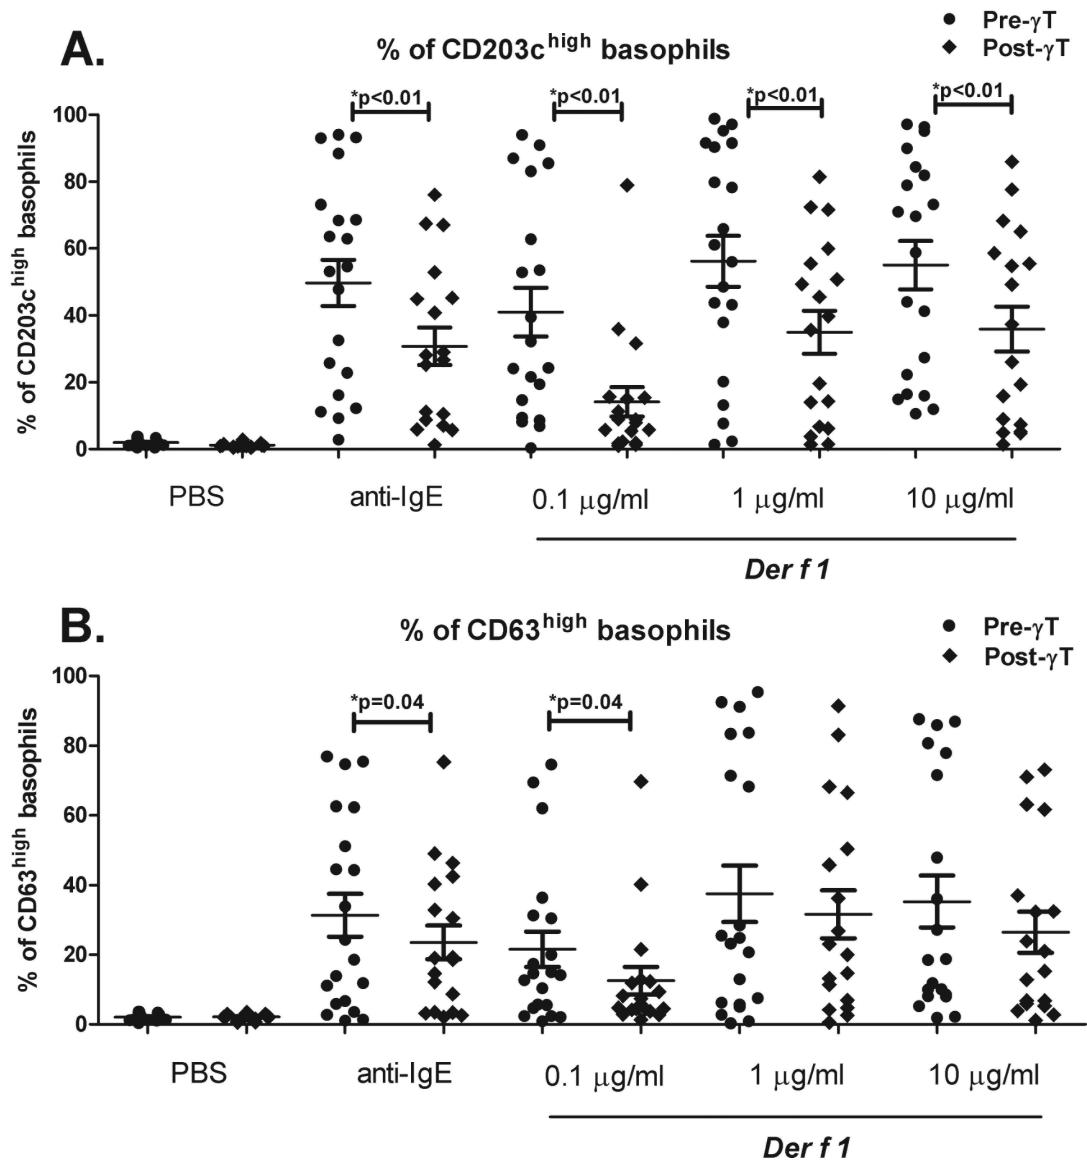 A.
% of CD203c^high basophils
Pre-γT
Post-γT
*p<0.01
*p<0.01
*p<0.01
*p<0.01
% of CD203c^high basophils
100
80
60
40
20
0
PBS
anti-IgE
0.1 μg/ml
1 μg/ml
10 μg/ml
Der f 1
B.
% of CD63^high basophils
Pre-γT
Post-γT
*p=0.04
*p=0.04
% of CD63^high basophils
100
80
60
40
20
0
PBS
anti-IgE
0.1 μg/ml
1 μg/ml
10 μg/ml
Der f 1